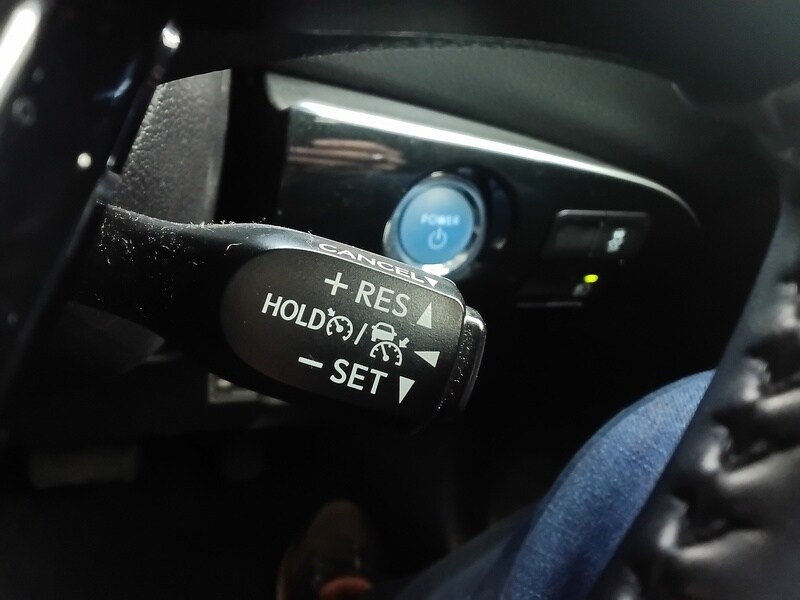 POWER
CANCEL▼
+ RES ▲
HOLD / ◀
− SET ▼